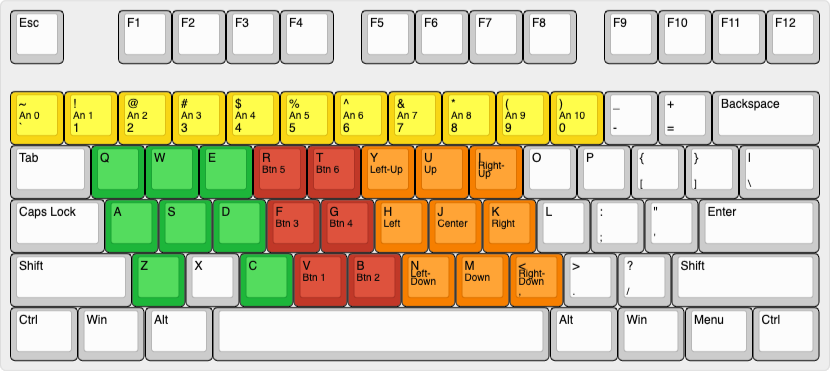 Esc F1 F2 F3 F4 F5 F6 F7 F8 F9 F10 F11 F12
~ ! @ # $ % ^ & * ( ) _ + Backspace
An 0 An 1 An 2 An 3 An 4 An 5 An 6 An 7 An 8 An 9 An 10
` 1 2 3 4 5 6 7 8 9 0 - =
Tab Q W E R T Y U I O P { } |
Btn 5 Btn 6 Left-Up Up Right-Up
[ ] \
Caps Lock A S D F G H J K L : " Enter
Btn 3 Btn 4 Left Center Right
; '
Shift Z X C V B N M < > ? Shift
Btn 1 Btn 2 Left-Down Down Right-Down
, . /
Ctrl Win Alt Alt Win Menu Ctrl